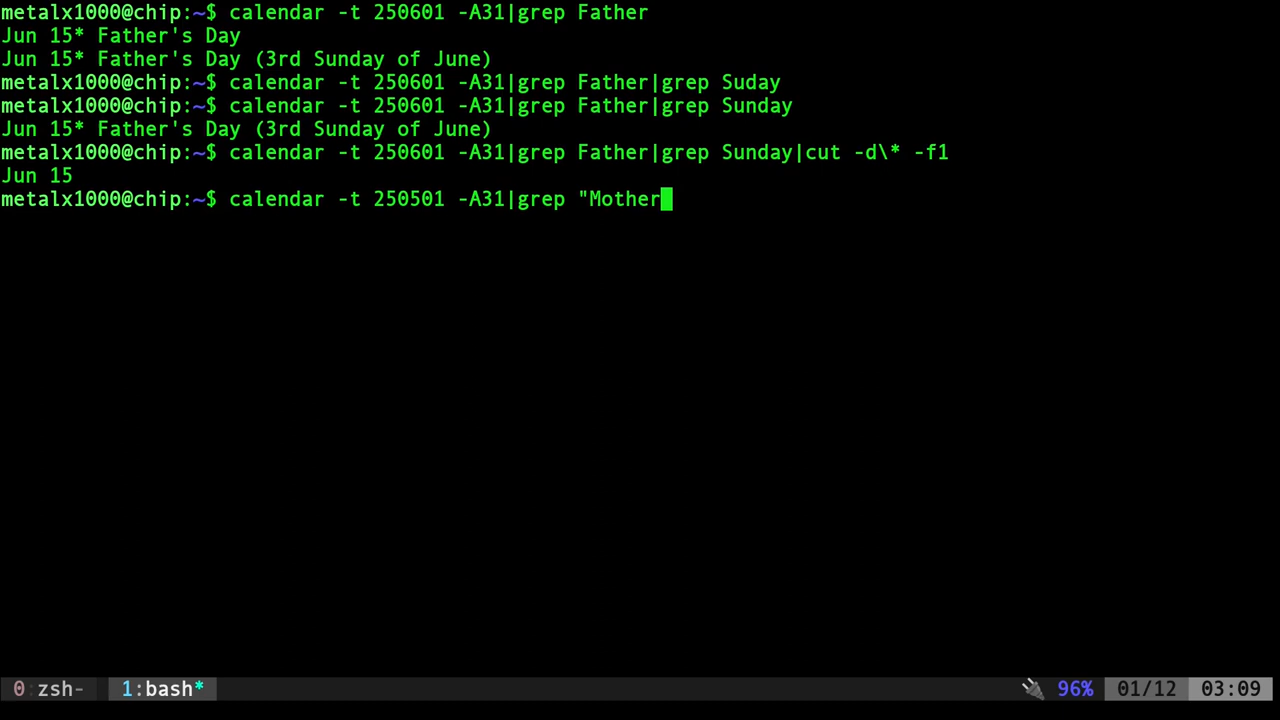 metalx1000@chip:~$ calendar -t 250601 -A31|grep Father
Jun 15* Father's Day
Jun 15* Father's Day (3rd Sunday of June)
metalx1000@chip:~$ calendar -t 250601 -A31|grep Father|grep Suday
metalx1000@chip:~$ calendar -t 250601 -A31|grep Father|grep Sunday
Jun 15* Father's Day (3rd Sunday of June)
metalx1000@chip:~$ calendar -t 250601 -A31|grep Father|grep Sunday|cut -d\* -f1
Jun 15
metalx1000@chip:~$ calendar -t 250501 -A31|grep "Mother
0:zsh- 1:bash* 96% 01/12 03:09